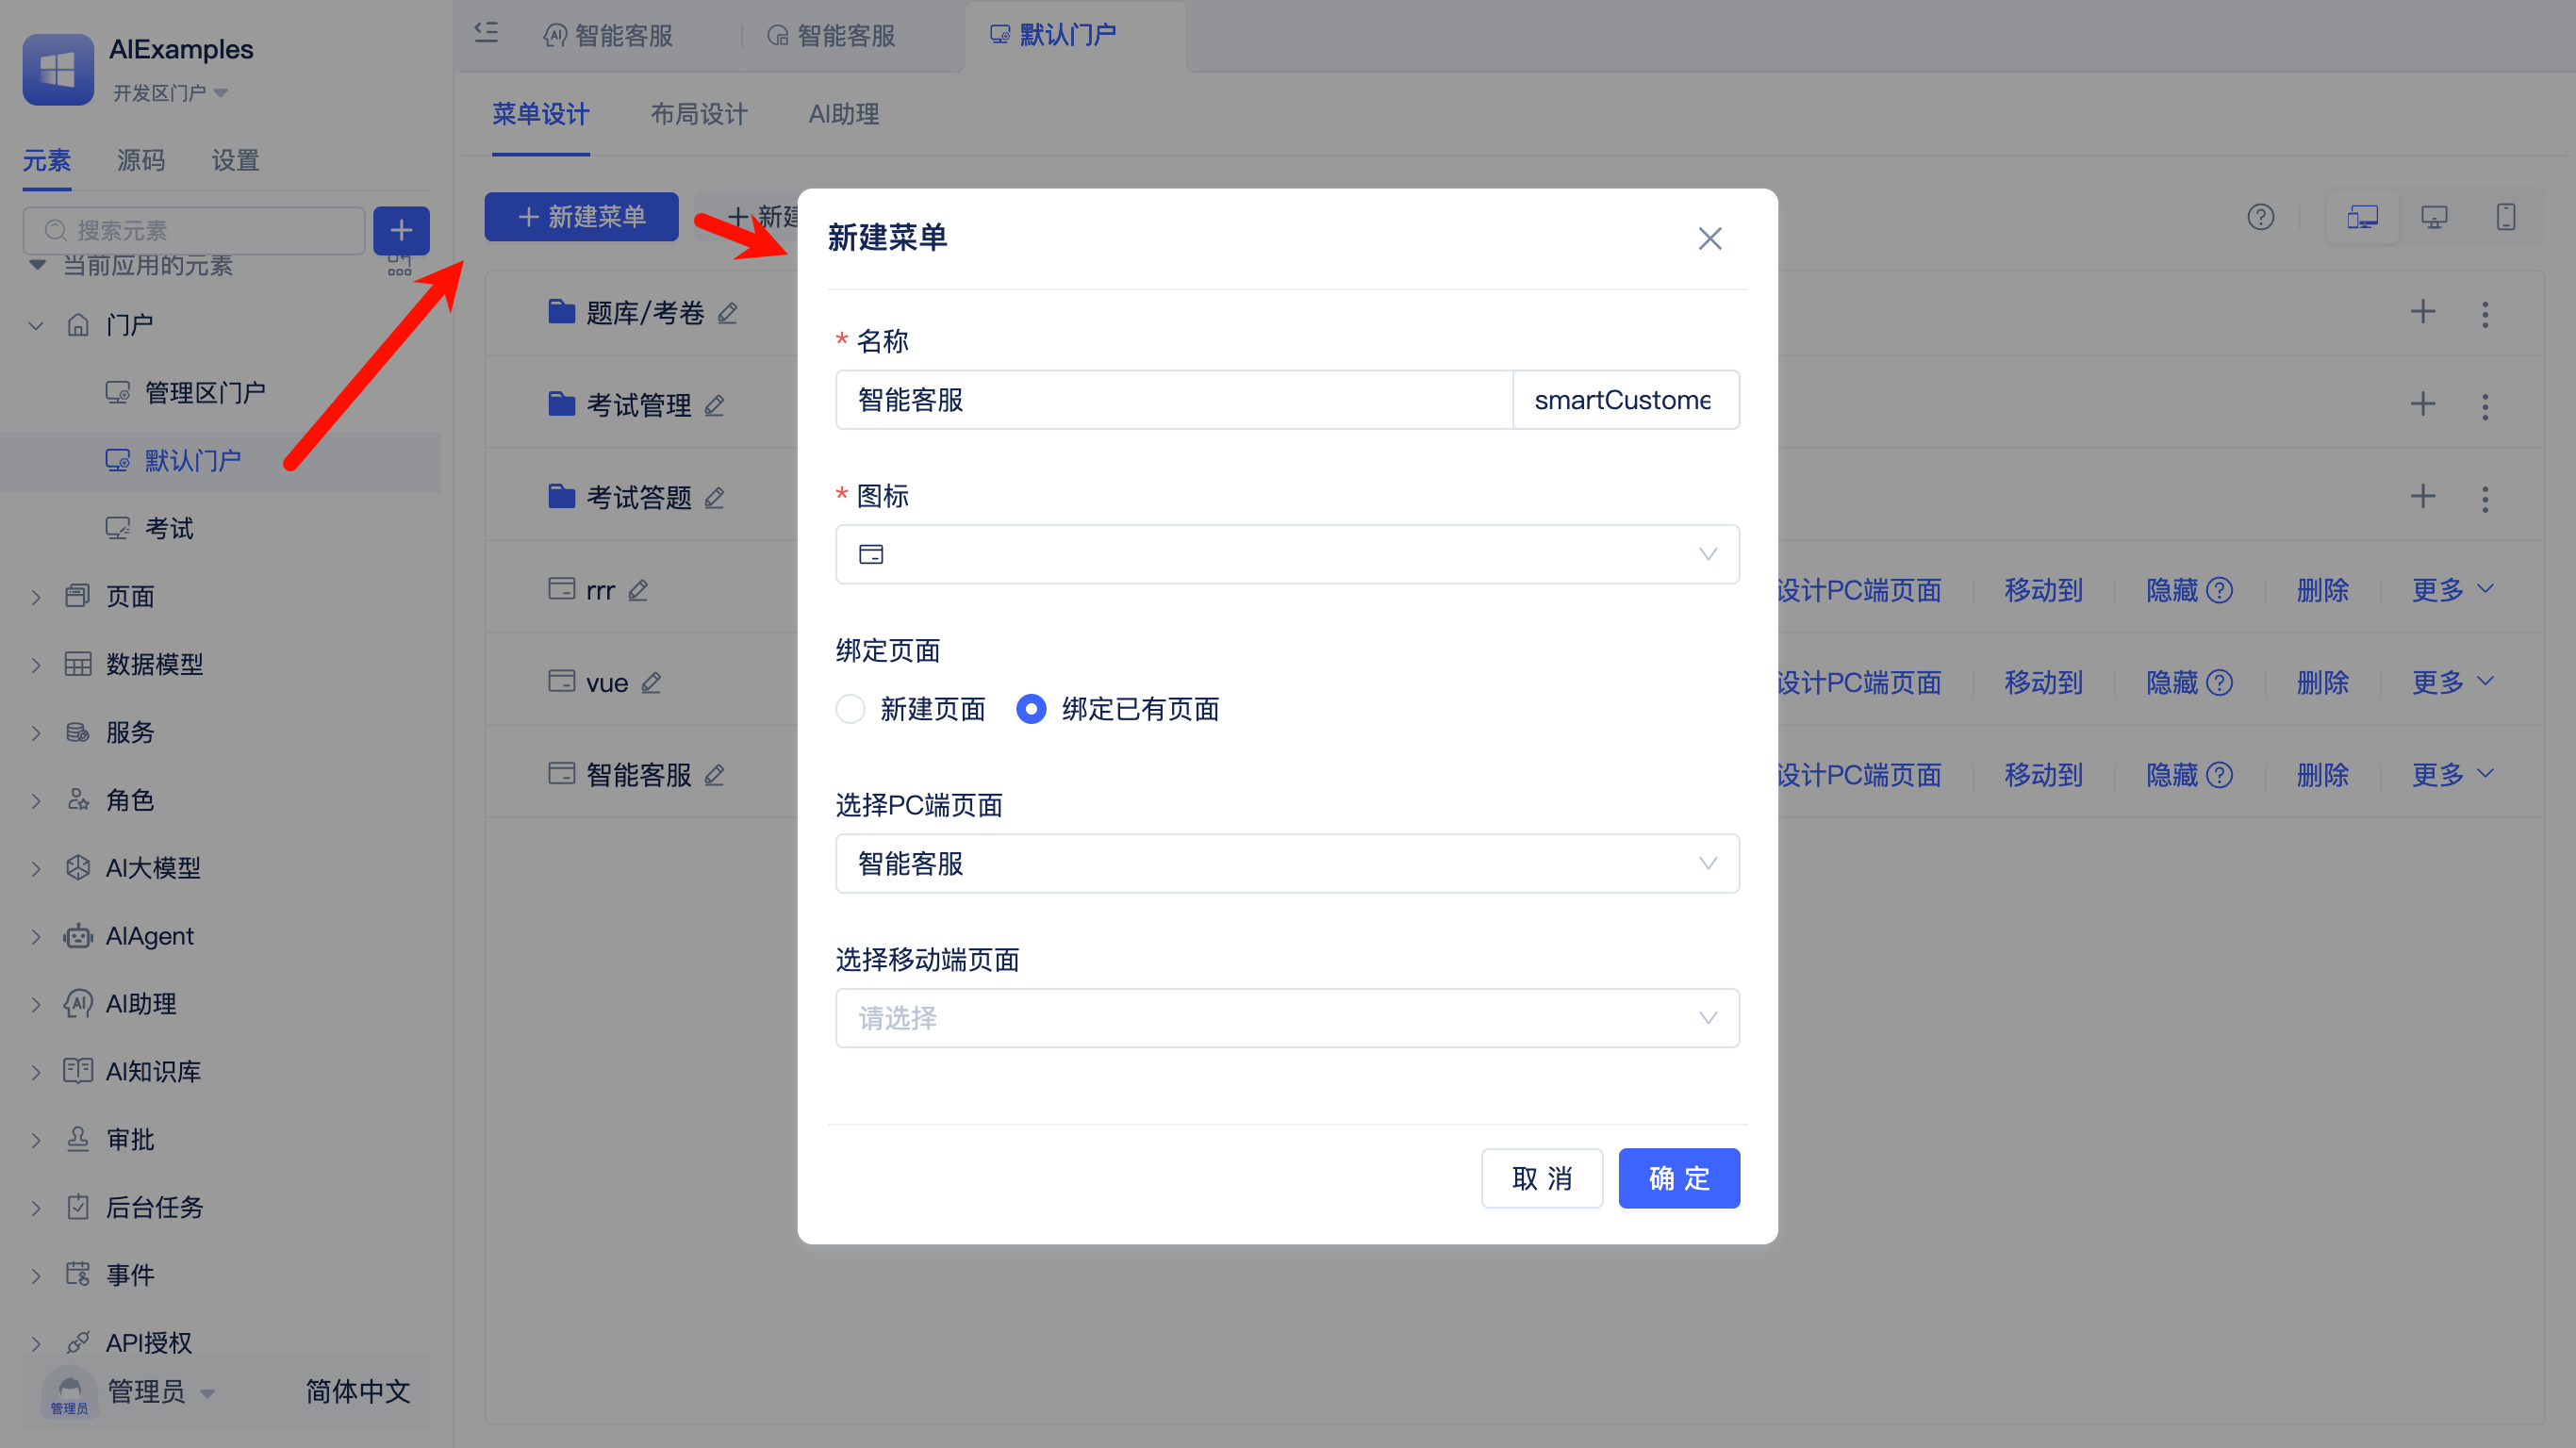 AIExamples
开发区门户
元素 源码 设置
搜索元素
当前应用的元素
门户
管理区门户
默认门户
考试
页面
数据模型
服务
角色
AI大模型
AIAgent
AI助理
AI知识库
审批
后台任务
事件
API授权
管理员
管理员 简体中文
智能客服 智能客服 默认门户
菜单设计 布局设计 AI助理
新建菜单 新建
题库/考卷
考试管理
考试答题
rrr 设计PC端页面 移动到 隐藏 删除 更多
vue 设计PC端页面 移动到 隐藏 删除 更多
智能客服 设计PC端页面 移动到 隐藏 删除 更多
新建菜单
* 名称
智能客服 smartCustome
* 图标
绑定页面
新建页面 绑定已有页面
选择PC端页面
智能客服
选择移动端页面
请选择
取 消 确 定